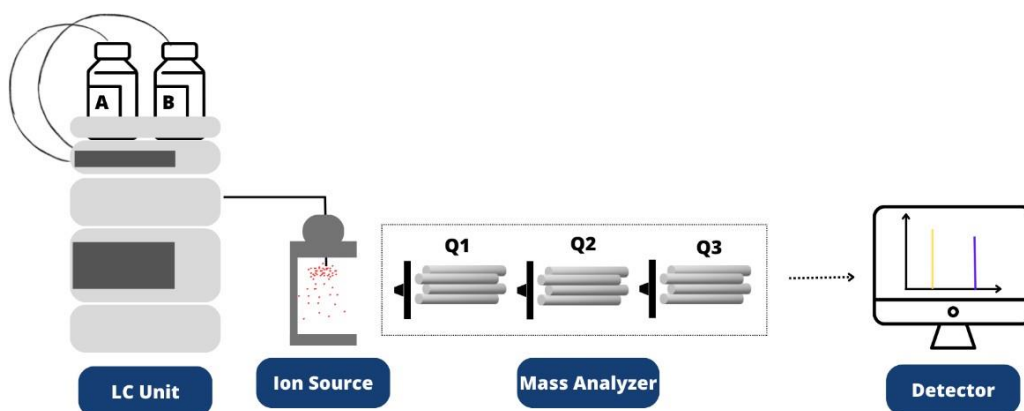 A
B
Q1
Q2
Q3
LC Unit
Ion Source
Mass Analyzer
Detector